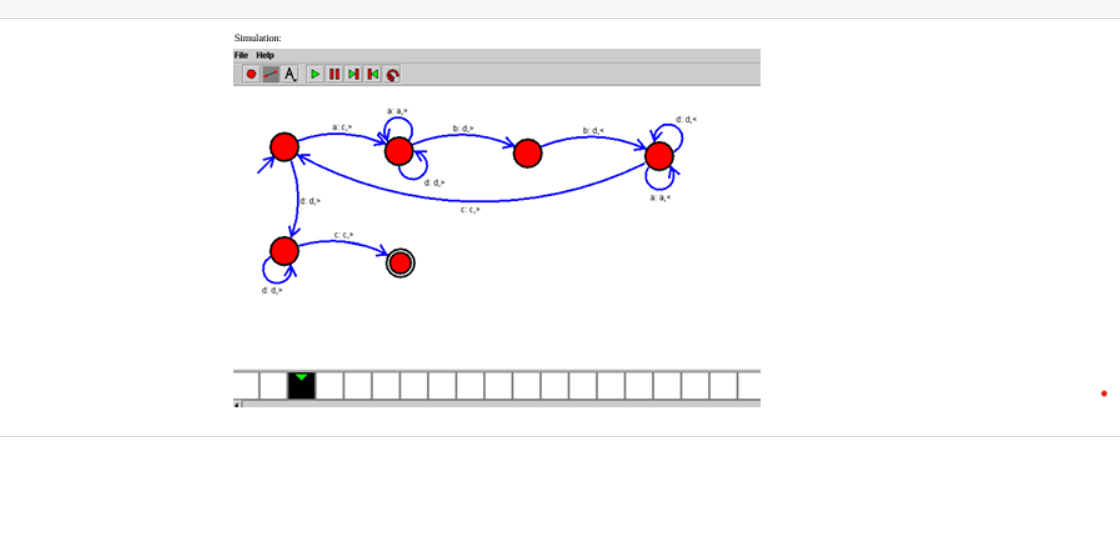 Simulation:
File Help
A
a: a,>
d: d,<
a: c,>
b: d,>
b: d,<
d: d,>
a: a,<
d: d,>
c: c,>
c: c,>
d: d,>